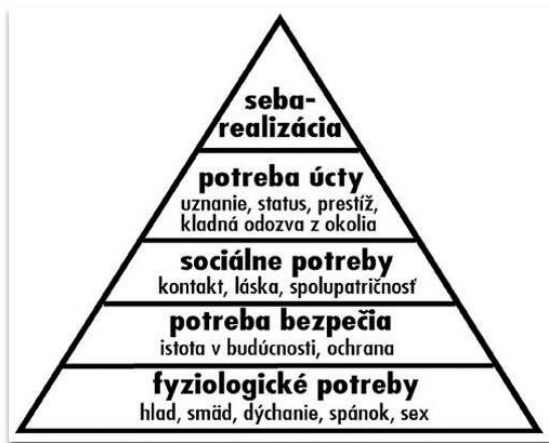 seba-
realizácia
potreba úcty
uznanie, status, prestíž,
kladná odozva z okolia
sociálne potreby
kontakt, láska, spolupatričnosť
potreba bezpečia
istota v budúcnosti, ochrana
fyziologické potreby
hlad, smäd, dýchanie, spánok, sex